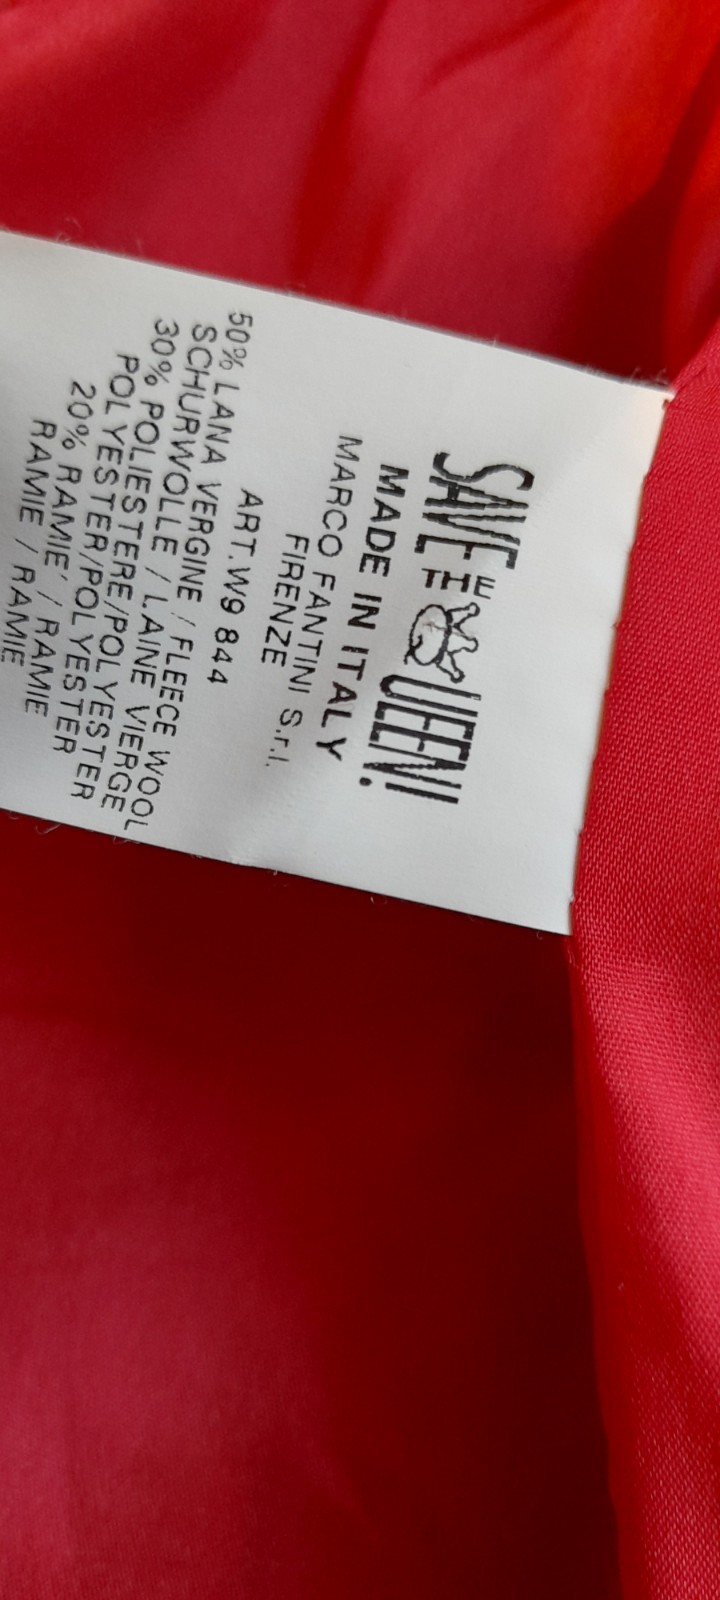 SAVE THE QUEEN!
MADE IN ITALY
MARCO FANTINI S.r.l.
FIRENZE
ART.W9 844
50% LANA VERGINE / FLEECE WOOL
SCHURWOLLE / LAINE VIERGE
30% POLIESTERE/POLYESTER
POLYESTER/POLYESTER
20% RAMIE' / RAMIE
RAMIE / RAMIE